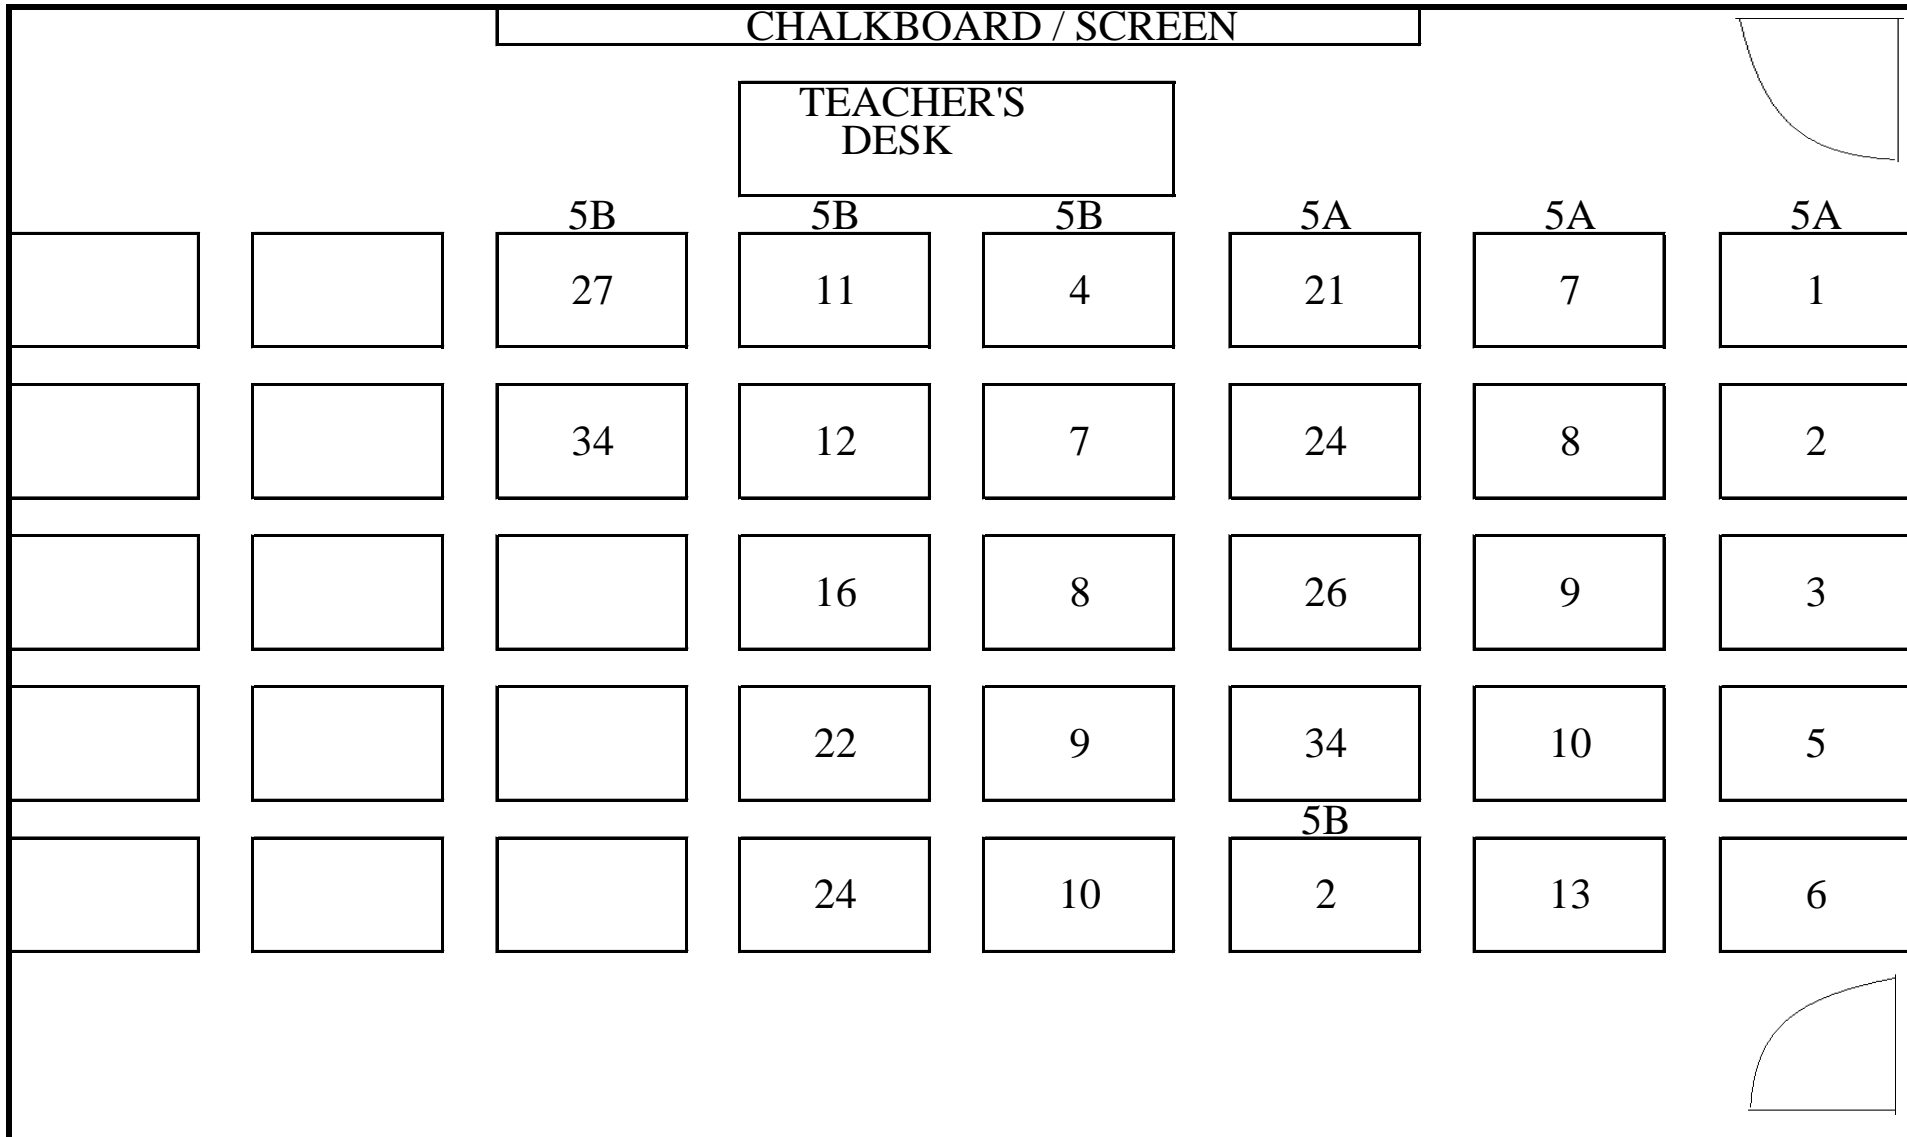 CHALKBOARD / SCREEN
TEACHER'S
DESK
5B 5B 5B 5A 5A 5A
27 11 4 21 7 1
34 12 7 24 8 2
16 8 26 9 3
22 9 34 10 5
5B
24 10 2 13 6